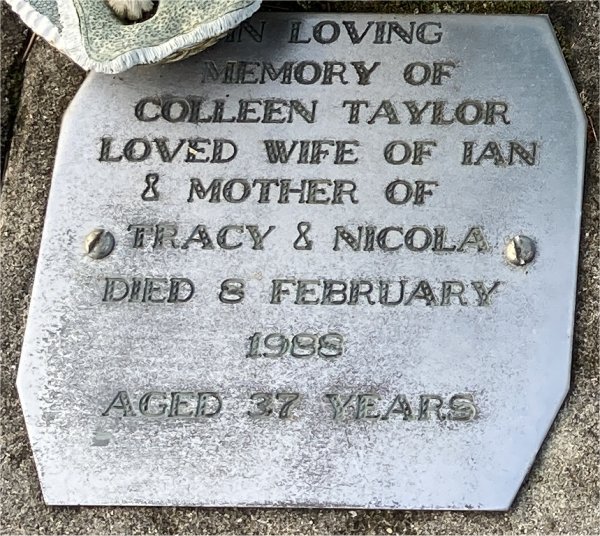 IN LOVING
MEMORY OF
COLLEEN TAYLOR
LOVED WIFE OF IAN
& MOTHER OF
TRACY & NICOLA
DIED 8 FEBRUARY
1988
AGED 37 YEARS